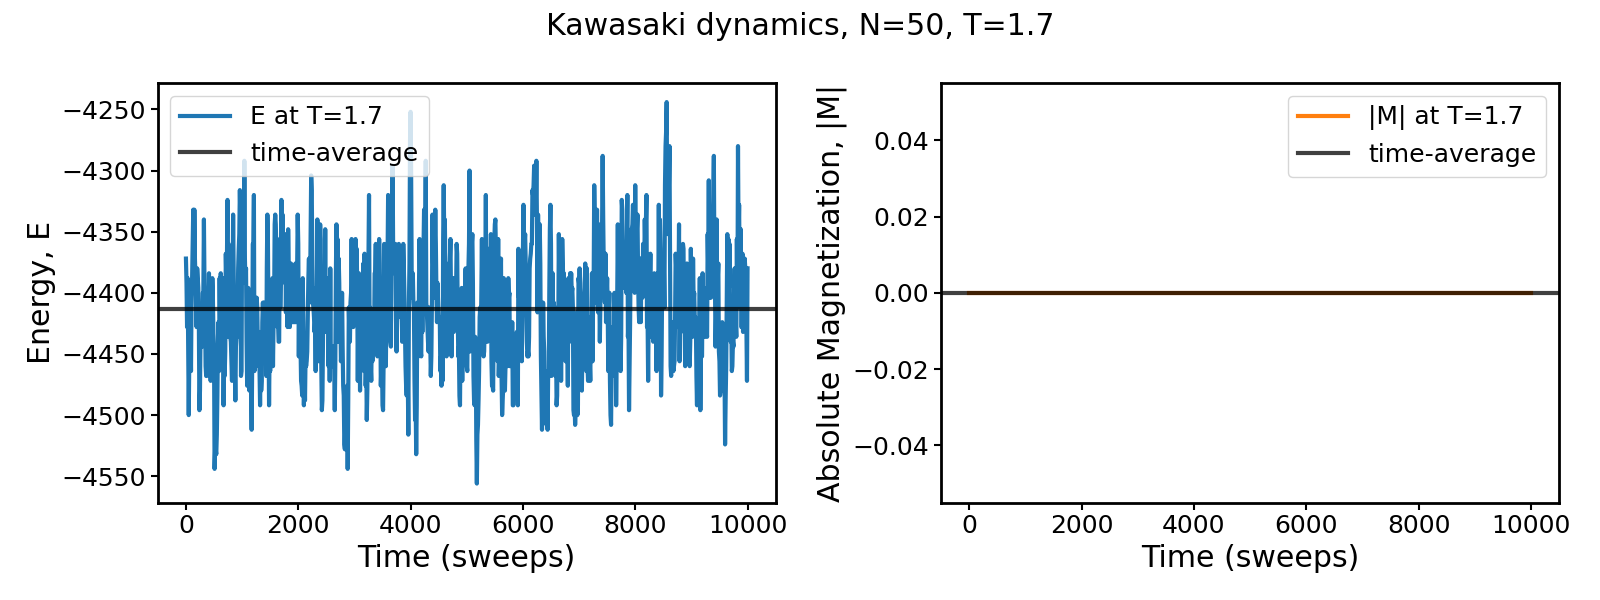 Kawasaki dynamics, N=50, T=1.7
Energy, E
−4250
−4300
−4350
−4400
−4450
−4500
−4550
E at T=1.7
time-average
0
2000
4000
6000
8000
10000
Time (sweeps)
Absolute Magnetization, |M|
0.04
0.02
0.00
−0.02
−0.04
|M| at T=1.7
time-average
0
2000
4000
6000
8000
10000
Time (sweeps)